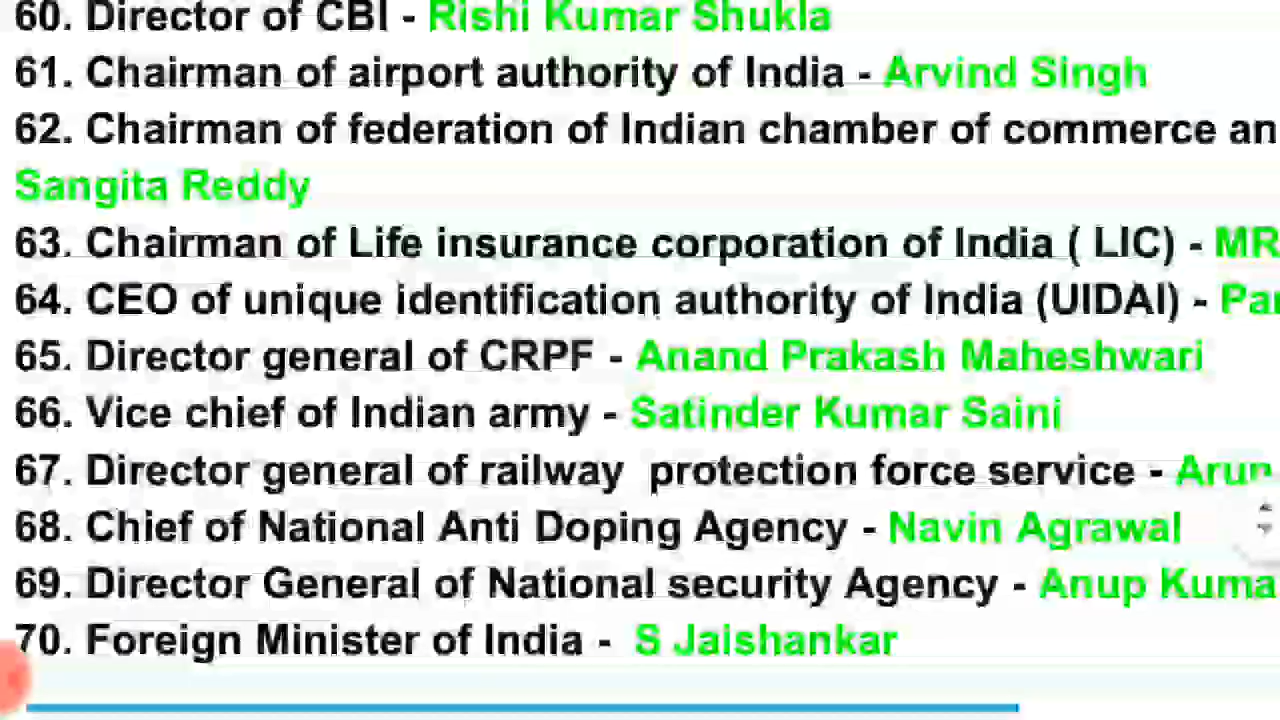 60. Director of CBI - Rishi Kumar Shukla
61. Chairman of airport authority of India - Arvind Singh
62. Chairman of federation of Indian chamber of commerce an
Sangita Reddy
63. Chairman of Life insurance corporation of India ( LIC) - MR
64. CEO of unique identification authority of India (UIDAI) - Pan
65. Director general of CRPF - Anand Prakash Maheshwari
66. Vice chief of Indian army - Satinder Kumar Saini
67. Director general of railway protection force service - Arun
68. Chief of National Anti Doping Agency - Navin Agrawal
69. Director General of National security Agency - Anup Kuma
70. Foreign Minister of India - S Jaishankar